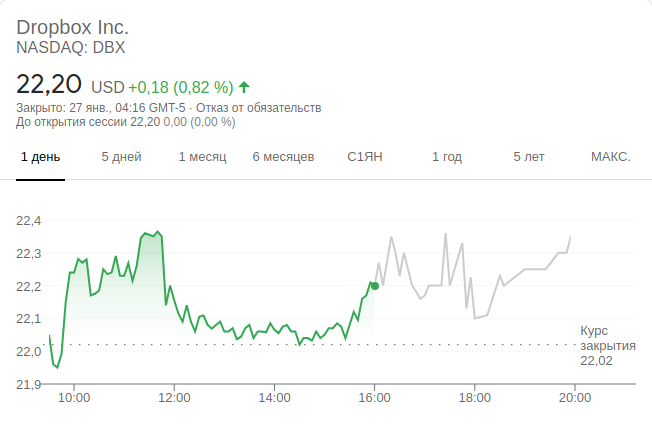 Dropbox Inc.
NASDAQ: DBX
22,20 USD +0,18 (0,82 %)
Закрыто: 27 янв., 04:16 GMT-5 · Отказ от обязательств
До открытия сессии 22,20 0,00 (0,00 %)
1 день 5 дней 1 месяц 6 месяцев С1ЯН 1 год 5 лет МАКС.
22,4
22,3
22,2
22,1
22,0
21,9
Курс
закрытия
22,02
10:00 12:00 14:00 16:00 18:00 20:00